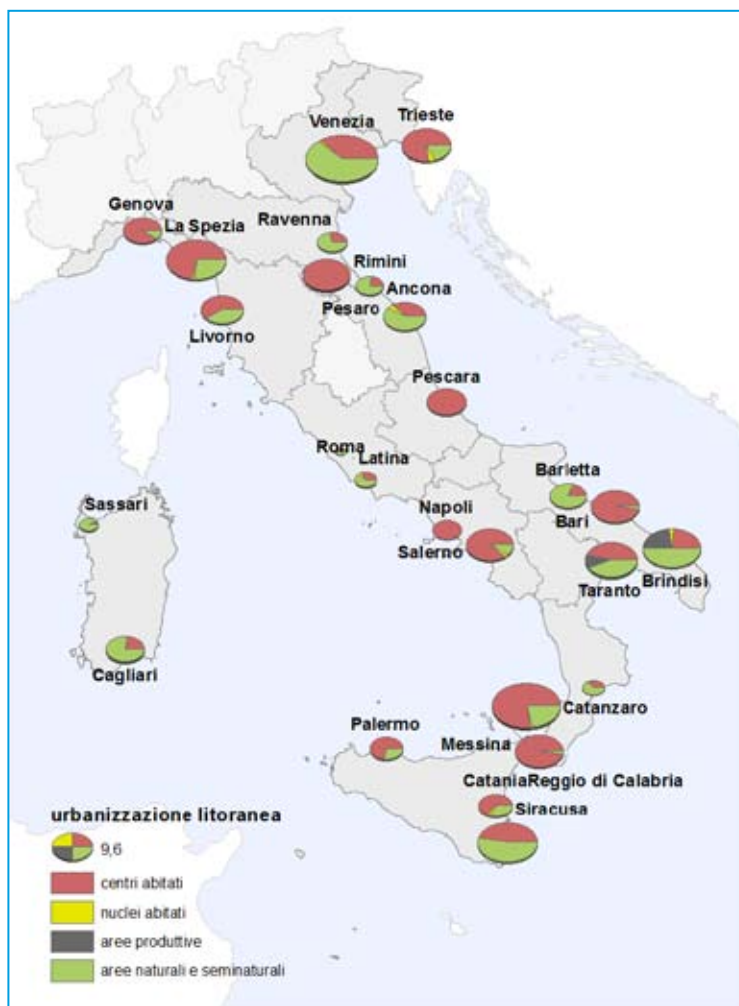 Trieste
Venezia
Genova
La Spezia
Ravenna
Rimini
Ancona
Pesaro
Livorno
Pescara
Roma
Latina
Barletta
Sassari
Napoli
Bari
Salerno
Taranto
Brindisi
Cagliari
Catanzaro
Palermo
Messina
CataniaReggio di Calabria
Siracusa
urbanizzazione litoranea
9,6
centri abitati
nuclei abitati
aree produttive
aree naturali e seminaturali